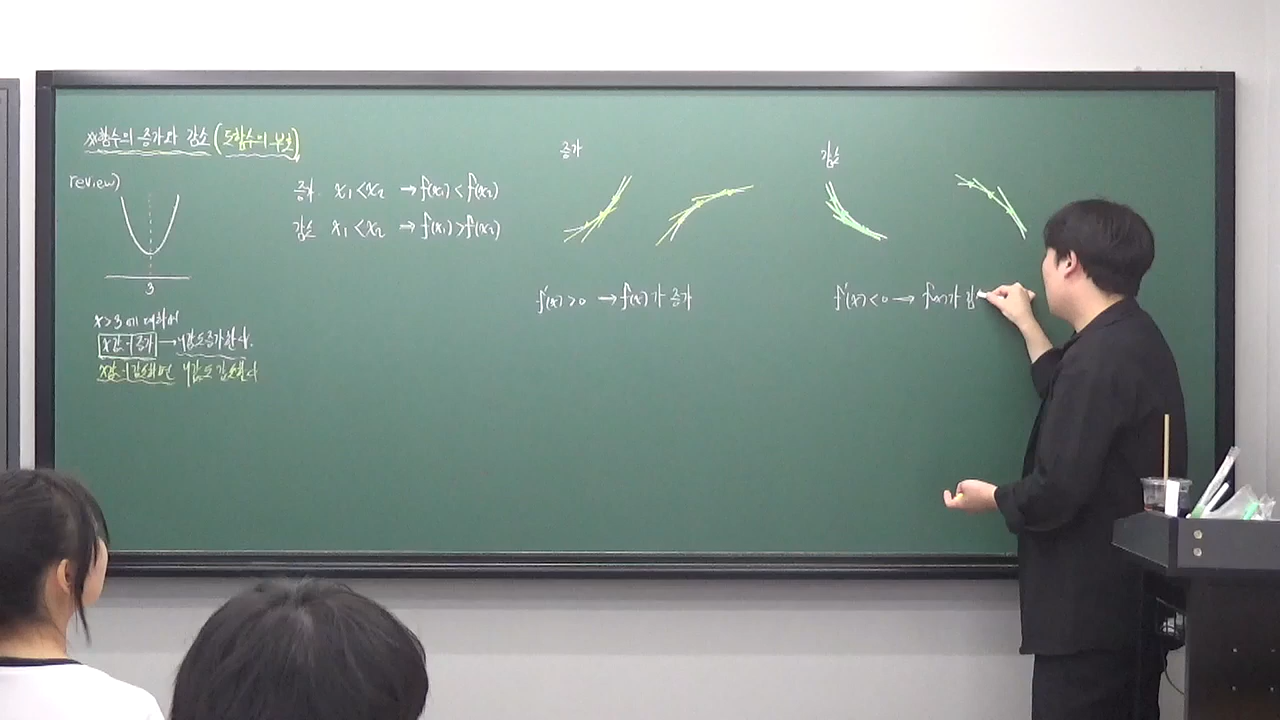 ※함수의 증가와 감소 (도함수의 부호)
review)
3
x>3 에 대하여
x값이 증가 → y값도 증가한다.
x값이 감소하면 y값도 감소한다
증가 x₁<x₂ → f(x₁)<f(x₂)
감소 x₁<x₂ → f(x₁)>f(x₂)
증가
f'(x)>0 → f(x)가 증가
감소
f'(x)<0 → f(x)가 감